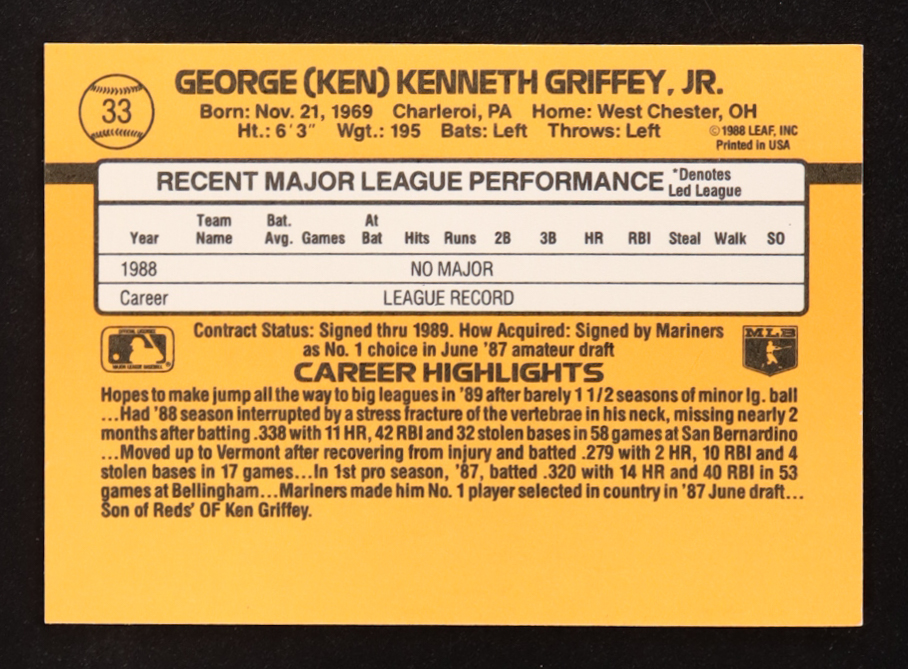 33
GEORGE (KEN) KENNETH GRIFFEY, JR.
Born: Nov. 21, 1969 Charleroi, PA Home: West Chester, OH
Ht.: 6'3" Wgt.: 195 Bats: Left Throws: Left
©1988 LEAF, INC
Printed in USA
RECENT MAJOR LEAGUE PERFORMANCE
*Denotes
Led League
Year Team Name Bat. Avg. Games At Bat Hits Runs 2B 3B HR RBI Steal Walk SO
1988 NO MAJOR
Career LEAGUE RECORD
Contract Status: Signed thru 1989. How Acquired: Signed by Mariners
as No. 1 choice in June '87 amateur draft
MLB
CAREER HIGHLIGHTS
Hopes to make jump all the way to big leagues in '89 after barely 1 1/2 seasons of minor lg. ball
...Had '88 season interrupted by a stress fracture of the vertebrae in his neck, missing nearly 2
months after batting .338 with 11 HR, 42 RBI and 32 stolen bases in 58 games at San Bernardino
...Moved up to Vermont after recovering from injury and batted .279 with 2 HR, 10 RBI and 4
stolen bases in 17 games...In 1st pro season, '87, batted .320 with 14 HR and 40 RBI in 53
games at Bellingham...Mariners made him No. 1 player selected in country in '87 June draft...
Son of Reds' OF Ken Griffey.